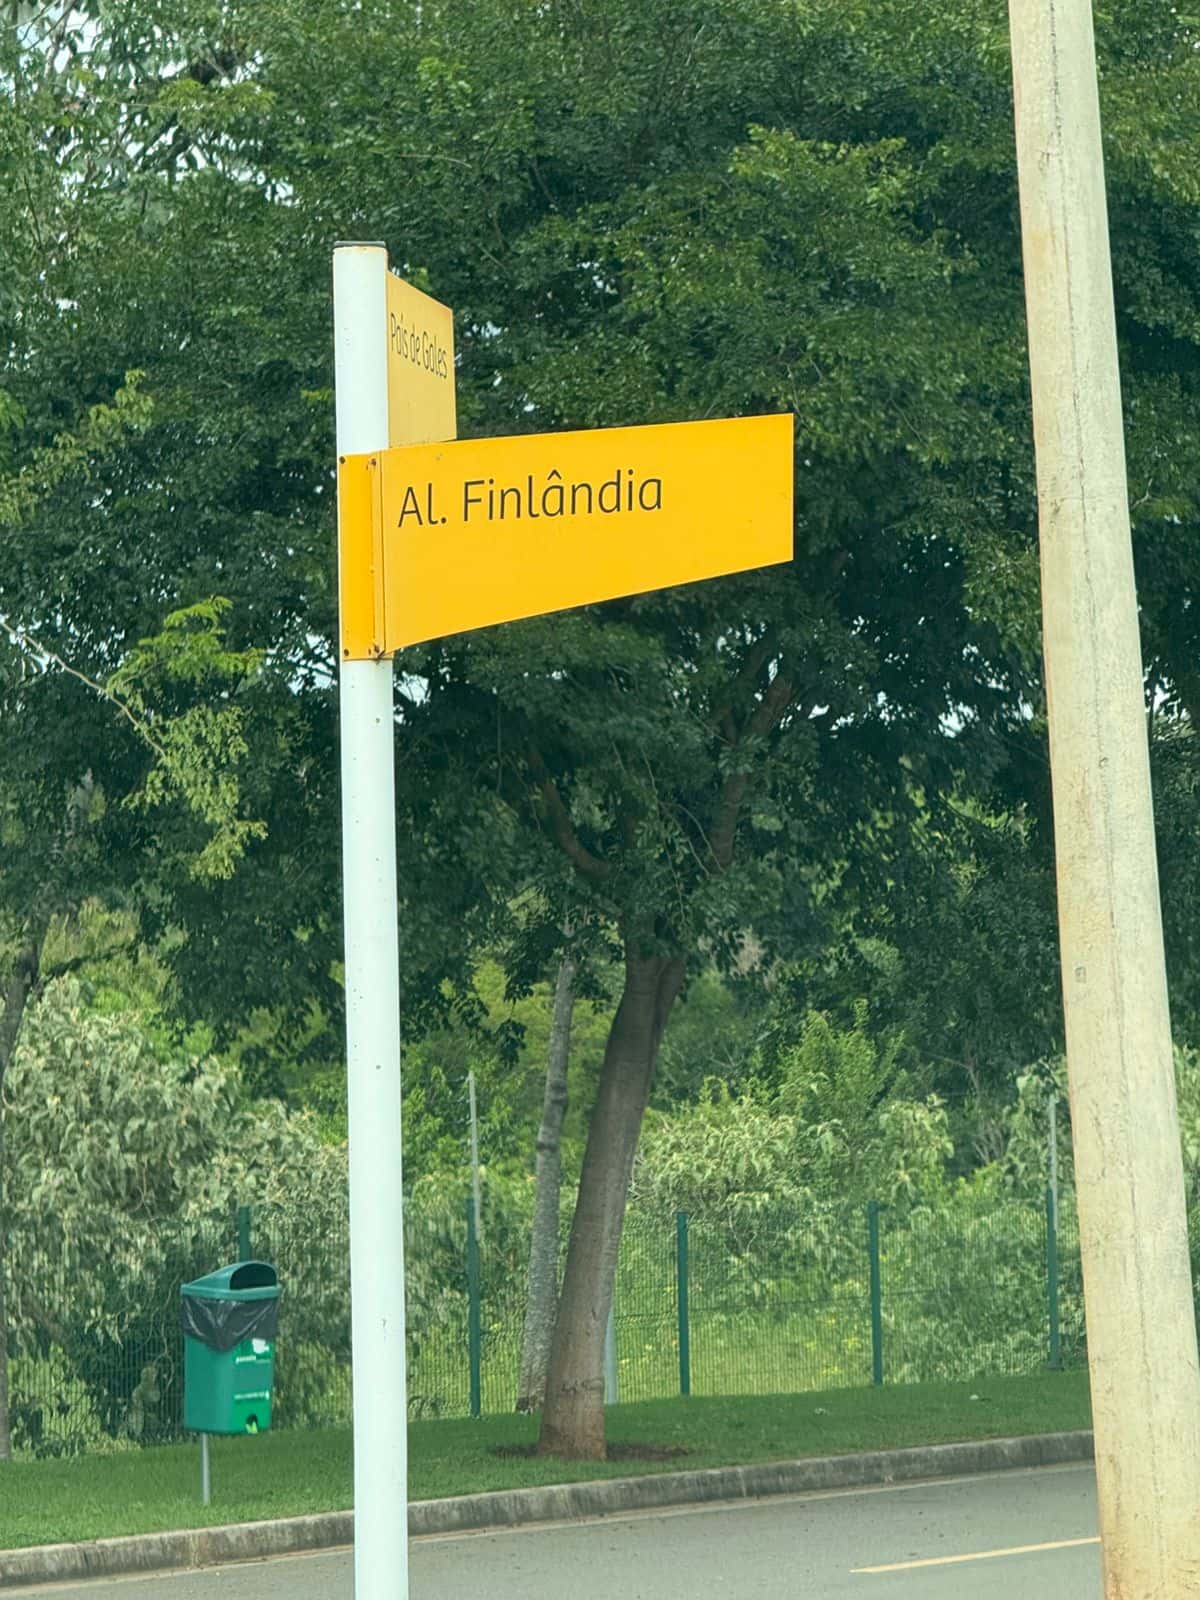 País de Gales
Al. Finlândia